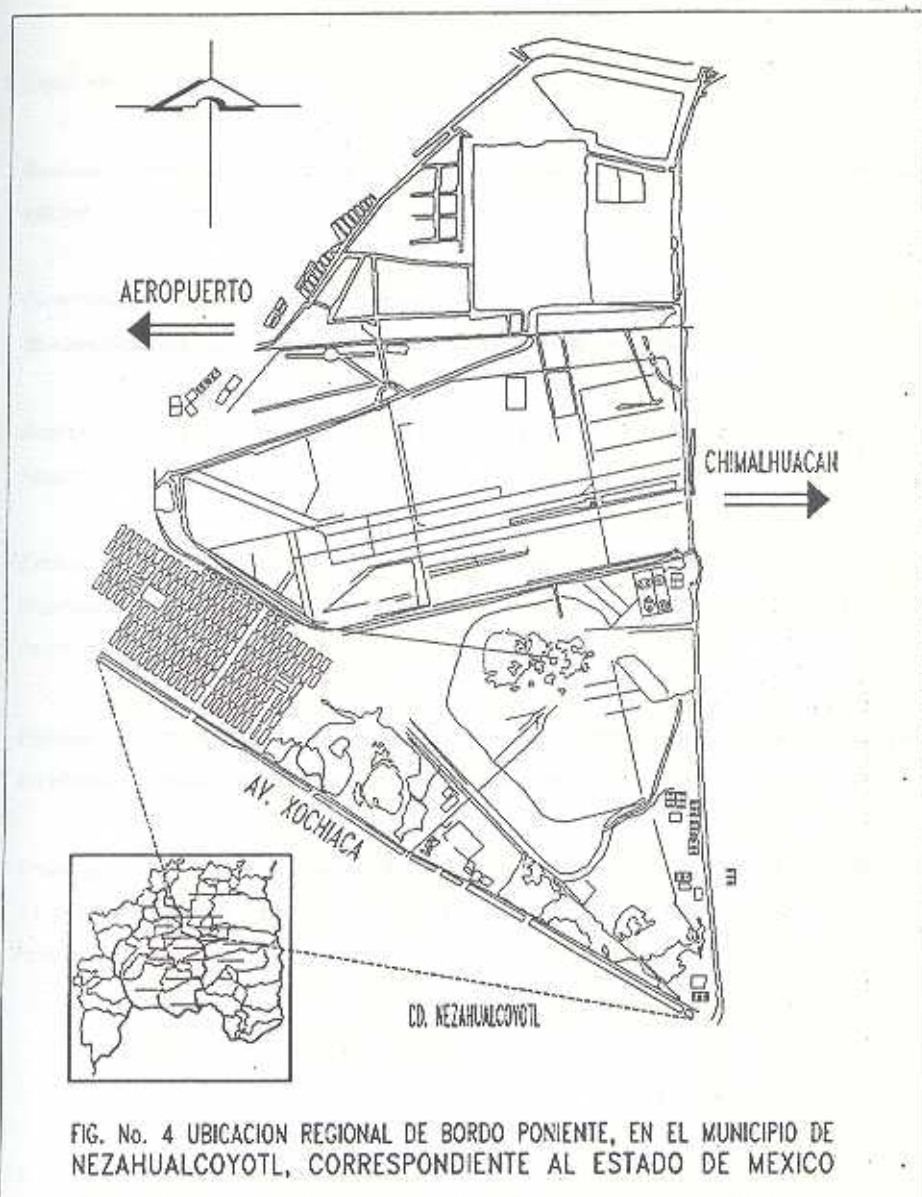 AEROPUERTO
CHIMALHUACAN
AV. XOCHIACA
CD. NEZAHUALCOYOTL
FIG. No. 4 UBICACION REGIONAL DE BORDO PONIENTE, EN EL MUNICIPIO DE
NEZAHUALCOYOTL, CORRESPONDIENTE AL ESTADO DE MEXICO